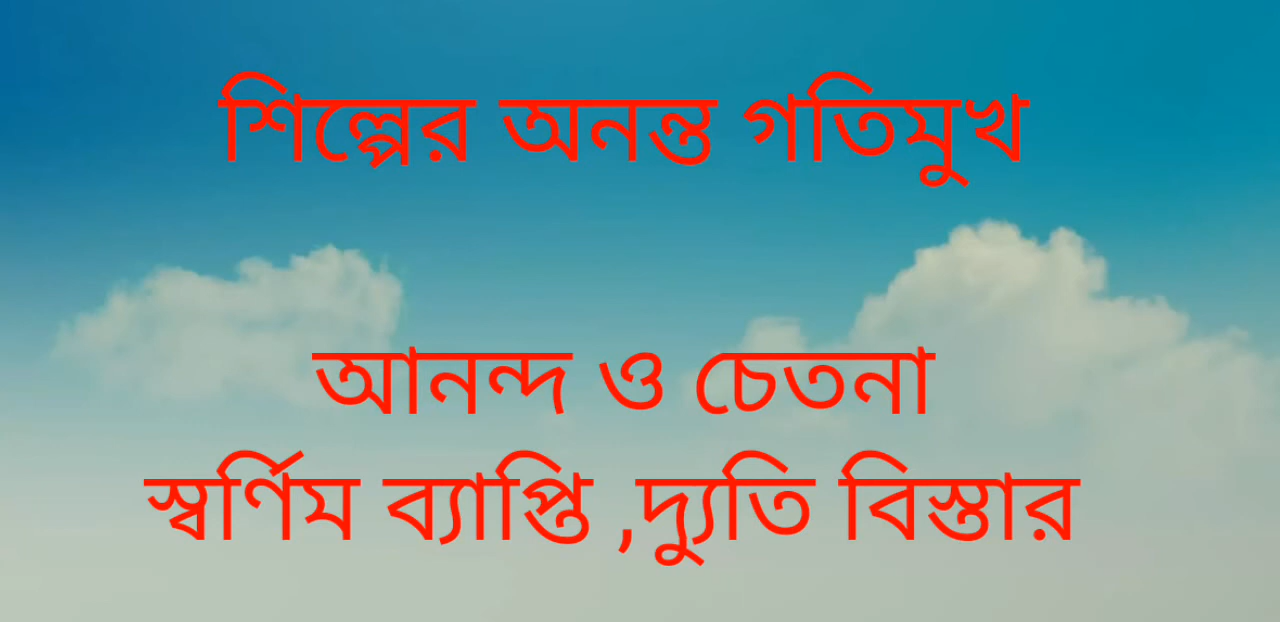 শিল্পের অনন্ত গতিমুখ
আনন্দ ও চেতনা
স্বর্ণিম ব্যাপ্তি ,দ্যুতি বিস্তার